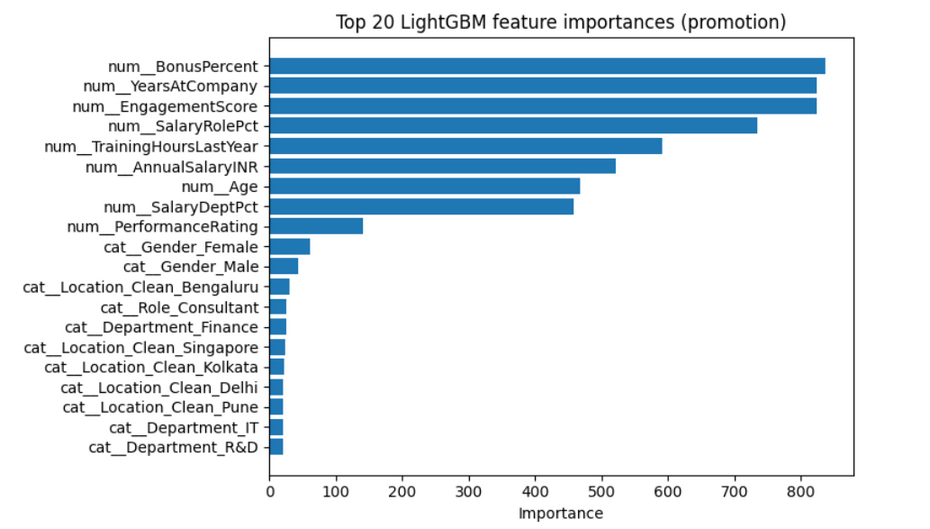 Top 20 LightGBM feature importances (promotion)
num__BonusPercent
num__YearsAtCompany
num__EngagementScore
num__SalaryRolePct
num__TrainingHoursLastYear
num__AnnualSalaryINR
num__Age
num__SalaryDeptPct
num__PerformanceRating
cat__Gender_Female
cat__Gender_Male
cat__Location_Clean_Bengaluru
cat__Role_Consultant
cat__Department_Finance
cat__Location_Clean_Singapore
cat__Location_Clean_Kolkata
cat__Location_Clean_Delhi
cat__Location_Clean_Pune
cat__Department_IT
cat__Department_R&D
0 100 200 300 400 500 600 700 800
Importance